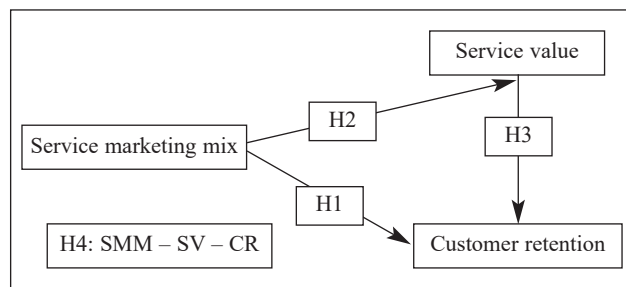 Service value
H2
H3
Service marketing mix
H1
H4: SMM – SV – CR
Customer retention